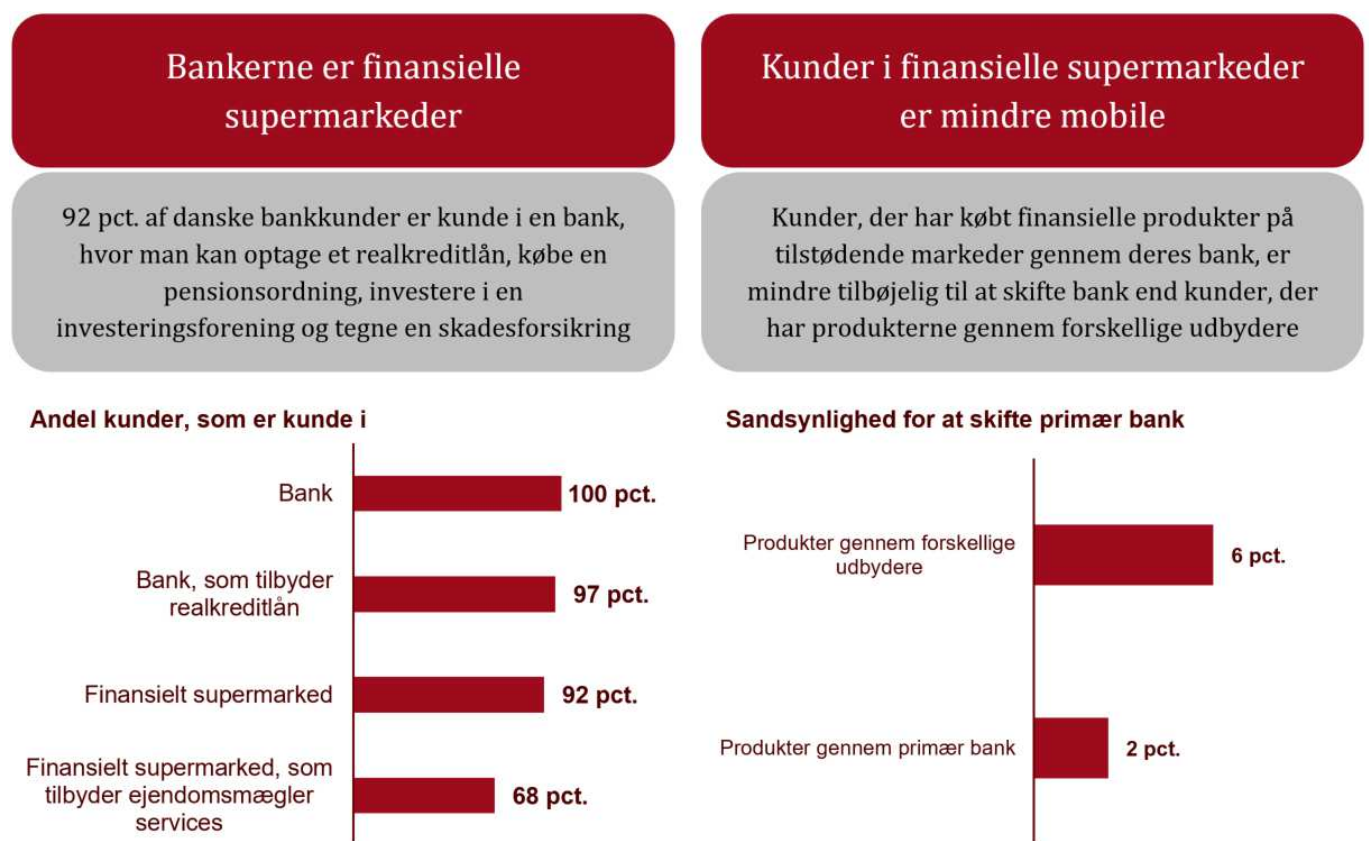 Bankerne er finansielle
supermarkeder
92 pct. af danske bankkunder er kunde i en bank,
hvor man kan optage et realkreditlån, købe en
pensionsordning, investere i en
investeringsforening og tegne en skadesforsikring
Andel kunder, som er kunde i
Bank
100 pct.
Bank, som tilbyder
realkreditlån
97 pct.
Finansielt supermarked
92 pct.
Finansielt supermarked, som
tilbyder ejendomsmægler
services
68 pct.
Kunder i finansielle supermarkeder
er mindre mobile
Kunder, der har købt finansielle produkter på
tilstødende markeder gennem deres bank, er
mindre tilbøjelig til at skifte bank end kunder, der
har produkterne gennem forskellige udbydere
Sandsynlighed for at skifte primær bank
Produkter gennem forskellige
udbydere
6 pct.
Produkter gennem primær bank
2 pct.